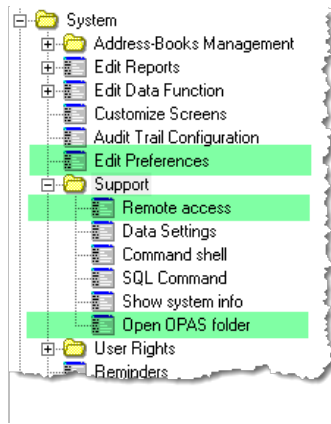 System
Address-Books Management
Edit Reports
Edit Data Function
Customize Screens
Audit Trail Configuration
Edit Preferences
Support
Remote access
Data Settings
Command shell
SQL Command
Show system info
Open OPAS folder
User Rights
Reminders